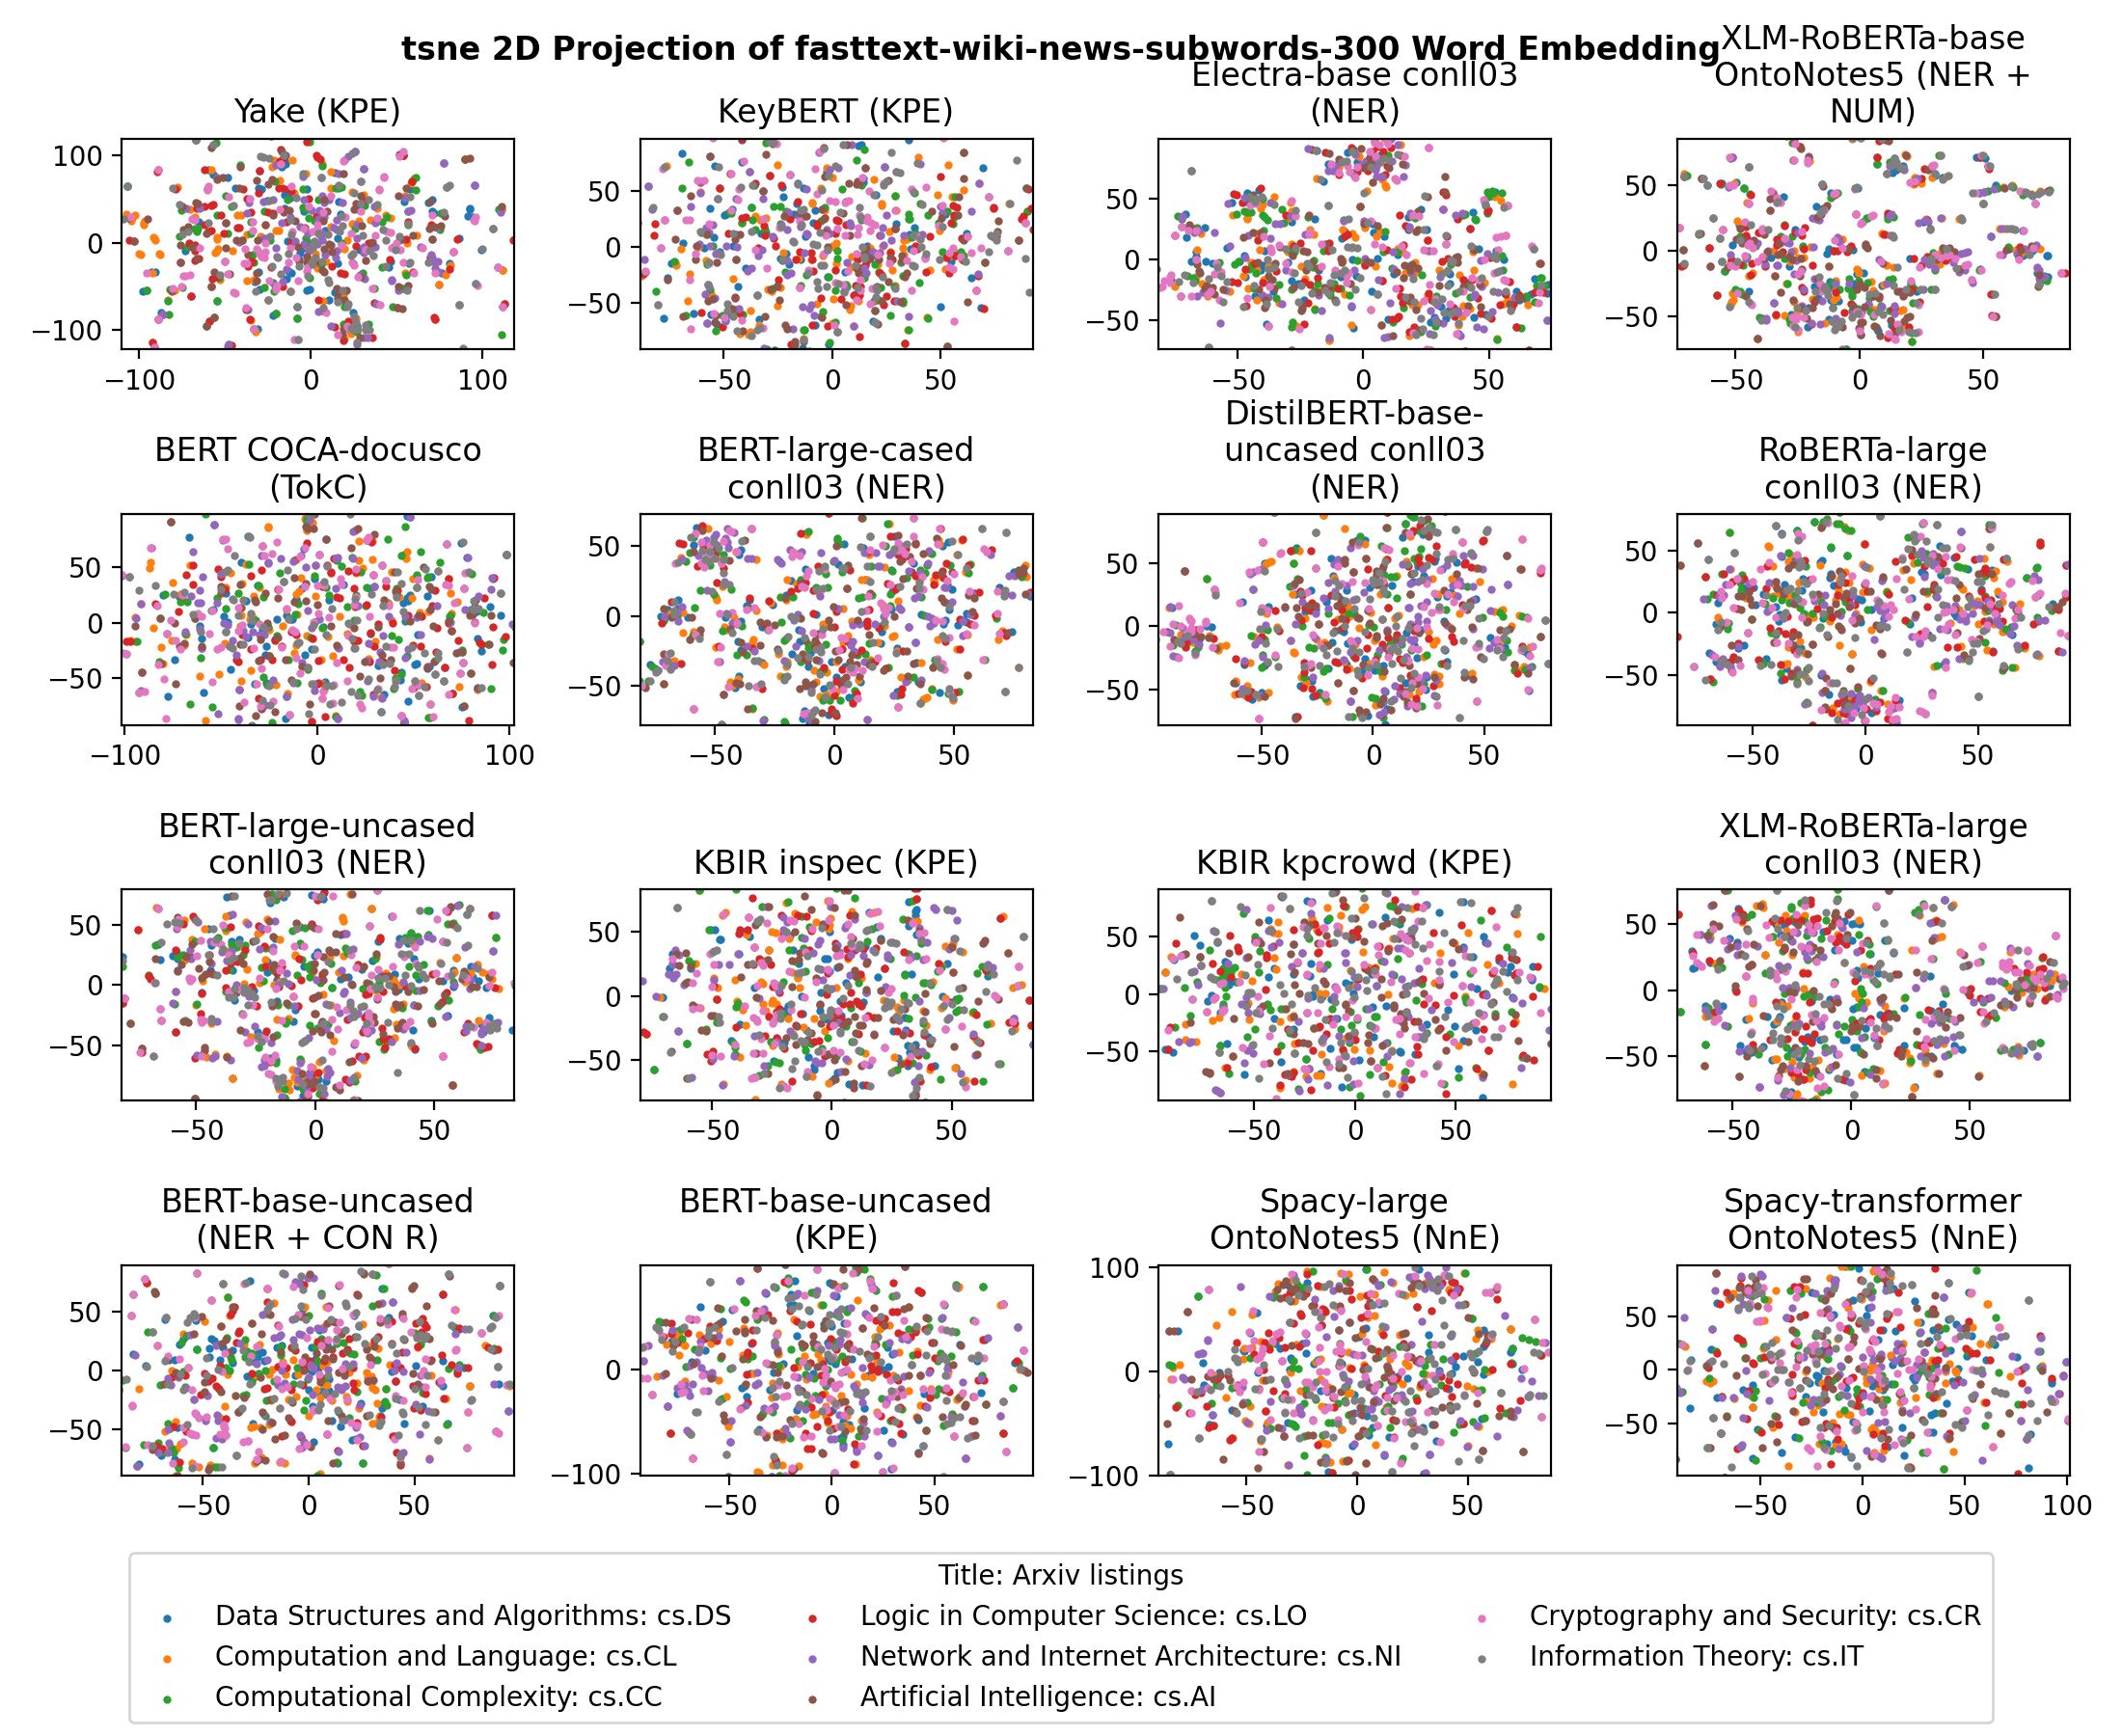 tsne 2D Projection of fasttext-wiki-news-subwords-300 Word Embedding
Yake (KPE)
100
0
−100
−100
0
100
KeyBERT (KPE)
50
0
−50
−50
0
50
Electra-base conll03
(NER)
50
0
−50
−50
0
50
XLM-RoBERTa-base
OntoNotes5 (NER +
NUM)
50
0
−50
−50
0
50
BERT COCA-docusco
(TokC)
50
0
−50
−100
0
100
BERT-large-cased
conll03 (NER)
50
0
−50
−50
0
50
DistilBERT-base-
uncased conll03
(NER)
50
0
−50
−50
0
50
RoBERTa-large
conll03 (NER)
50
0
−50
−50
0
50
BERT-large-uncased
conll03 (NER)
50
0
−50
−50
0
50
KBIR inspec (KPE)
50
0
−50
−50
0
50
KBIR kpcrowd (KPE)
50
0
−50
−50
0
50
XLM-RoBERTa-large
conll03 (NER)
50
0
−50
−50
0
50
BERT-base-uncased
(NER + CON R)
50
0
−50
−50
0
50
BERT-base-uncased
(KPE)
0
−100
−50
0
50
Spacy-large
OntoNotes5 (NnE)
100
0
−100
−50
0
50
Spacy-transformer
OntoNotes5 (NnE)
50
0
−50
−50
0
50
100
Title: Arxiv listings
Data Structures and Algorithms: cs.DS
Computation and Language: cs.CL
Computational Complexity: cs.CC
Logic in Computer Science: cs.LO
Network and Internet Architecture: cs.NI
Artificial Intelligence: cs.AI
Cryptography and Security: cs.CR
Information Theory: cs.IT